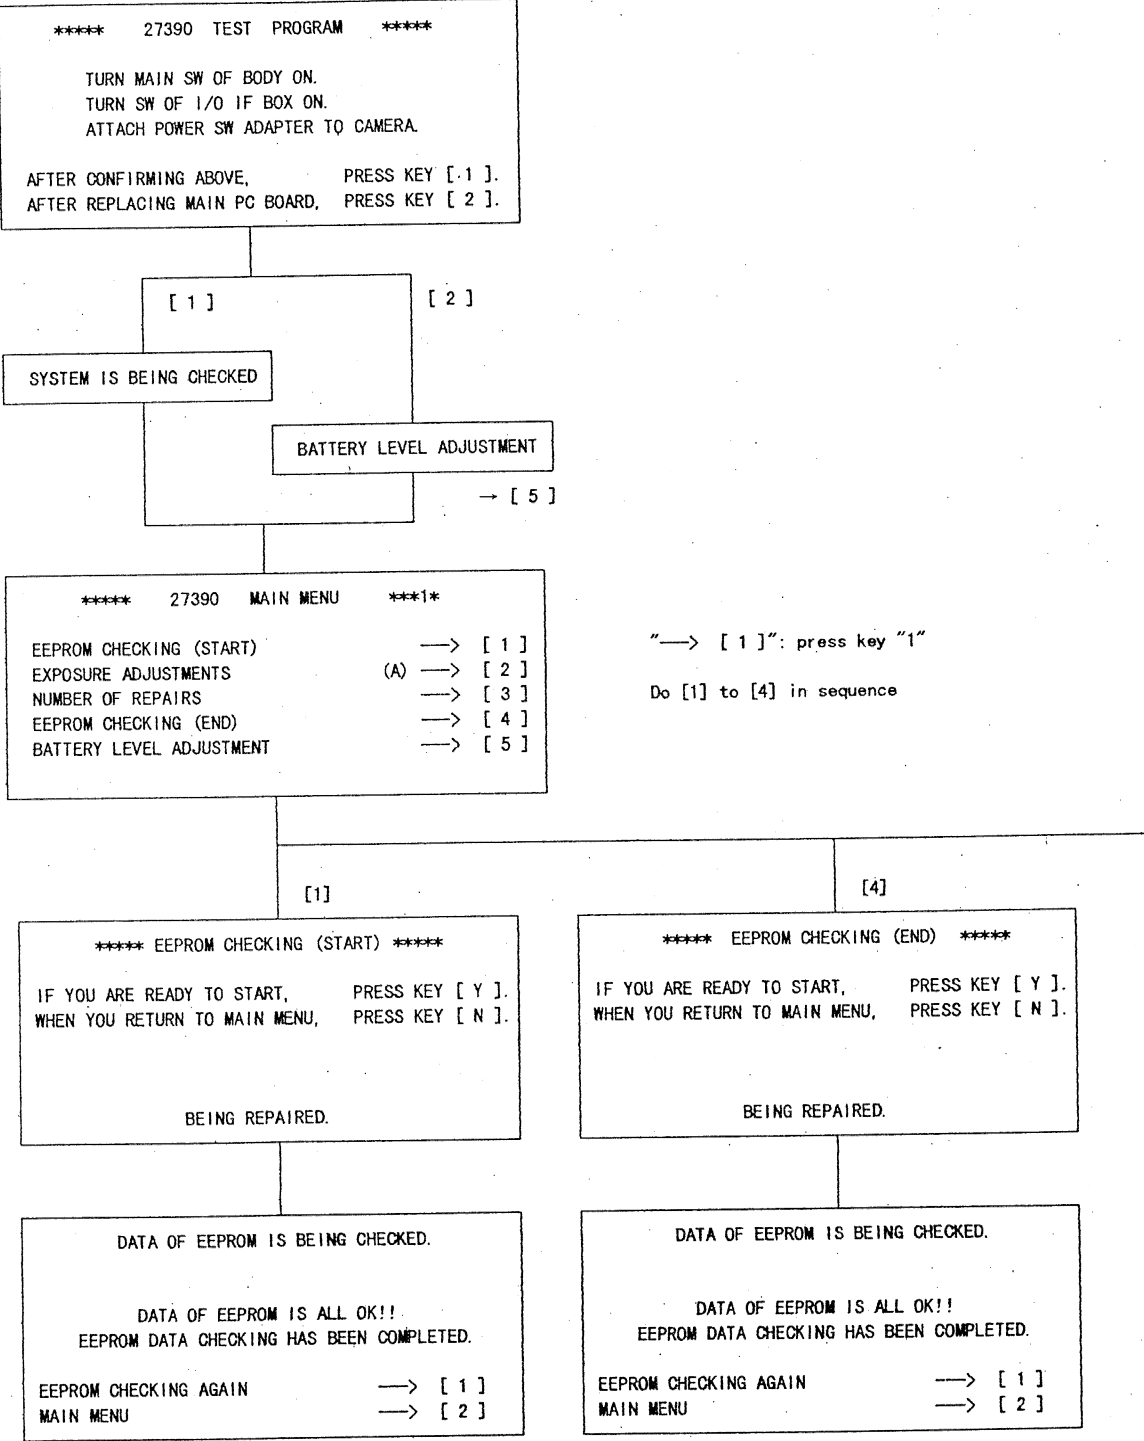 ***** 27390 TEST PROGRAM *****
TURN MAIN SW OF BODY ON.
TURN SW OF I/O IF BOX ON.
ATTACH POWER SW ADAPTER TO CAMERA.
AFTER CONFIRMING ABOVE, PRESS KEY [ 1 ].
AFTER REPLACING MAIN PC BOARD, PRESS KEY [ 2 ].
[ 1 ] [ 2 ]
SYSTEM IS BEING CHECKED
BATTERY LEVEL ADJUSTMENT
→ [ 5 ]
***** 27390 MAIN MENU ***1*
EEPROM CHECKING (START) ──> [ 1 ]
EXPOSURE ADJUSTMENTS (A) ──> [ 2 ]
NUMBER OF REPAIRS ──> [ 3 ]
EEPROM CHECKING (END) ──> [ 4 ]
BATTERY LEVEL ADJUSTMENT ──> [ 5 ]
"──> [ 1 ]": press key "1"
Do [1] to [4] in sequence
[1]
***** EEPROM CHECKING (START) *****
IF YOU ARE READY TO START, PRESS KEY [ Y ].
WHEN YOU RETURN TO MAIN MENU, PRESS KEY [ N ].
BEING REPAIRED.
DATA OF EEPROM IS BEING CHECKED.
DATA OF EEPROM IS ALL OK!!
EEPROM DATA CHECKING HAS BEEN COMPLETED.
EEPROM CHECKING AGAIN ──> [ 1 ]
MAIN MENU ──> [ 2 ]
[4]
***** EEPROM CHECKING (END) *****
IF YOU ARE READY TO START, PRESS KEY [ Y ].
WHEN YOU RETURN TO MAIN MENU, PRESS KEY [ N ].
BEING REPAIRED.
DATA OF EEPROM IS BEING CHECKED.
DATA OF EEPROM IS ALL OK!!
EEPROM DATA CHECKING HAS BEEN COMPLETED.
EEPROM CHECKING AGAIN ──> [ 1 ]
MAIN MENU ──> [ 2 ]